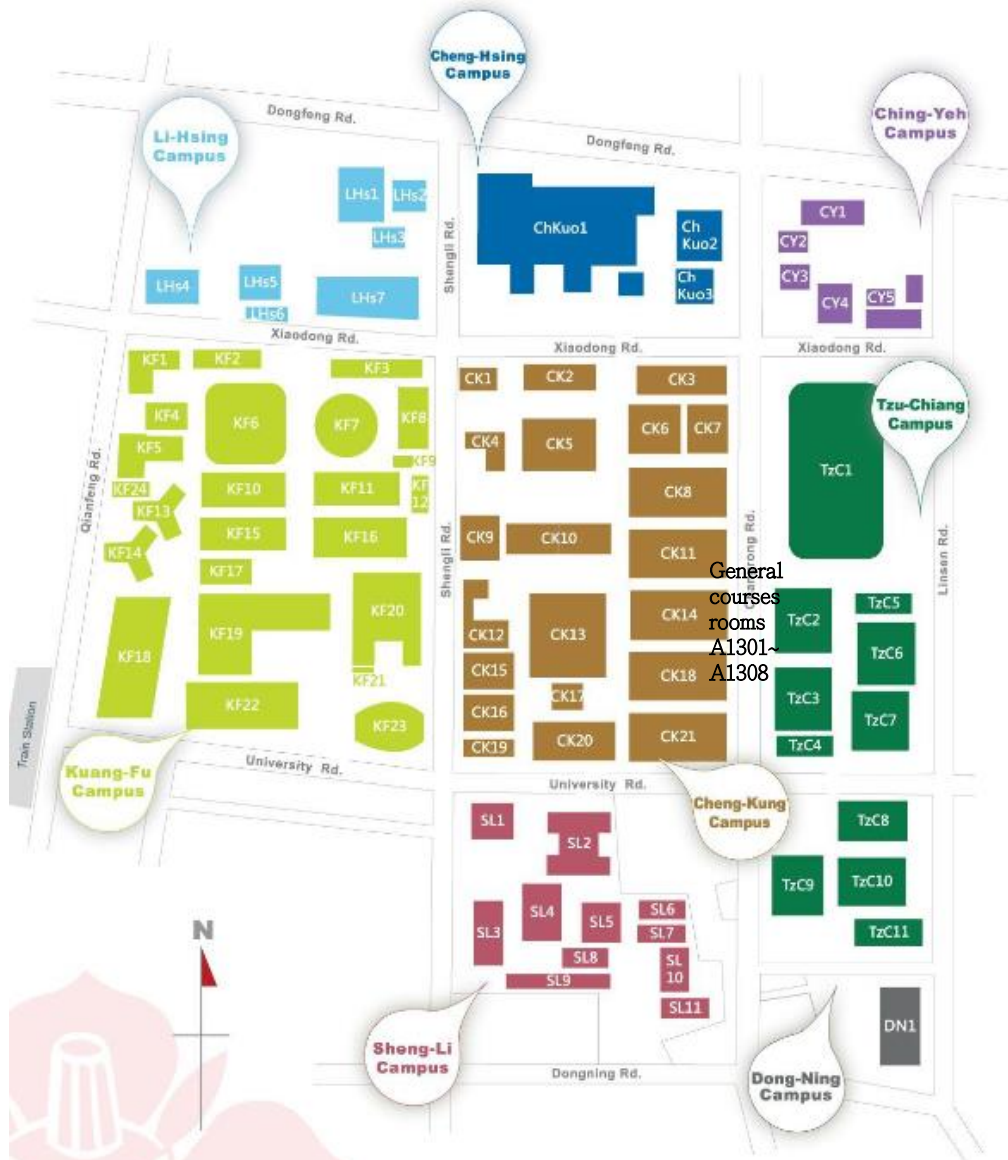 Cheng-Hsing
Campus
Dongfeng Rd.
Li-Hsing
Campus
Ching-Yeh
Campus
Dongfeng Rd.
LHs1
LHs2
LHs3
LHs4
LHs5
LHs6
LHs7
Shengli Rd.
ChKuo1
Ch
Kuo2
Ch
Kuo3
CY1
CY2
CY3
CY4
CY5
Xiaodong Rd.
Xiaodong Rd.
Xiaodong Rd.
KF1
KF2
KF3
KF4
KF5
KF6
KF7
KF8
KF9
KF24
KF10
KF11
KF
12
KF13
KF14
KF15
KF16
KF17
KF18
KF19
KF20
KF21
KF22
KF23
Qianfeng Rd.
Shengli Rd.
CK1
CK2
CK3
CK4
CK5
CK6
CK7
CK8
CK9
CK10
CK11
CK12
CK13
CK14
CK15
CK16
CK17
CK18
CK19
CK20
CK21
General
courses
rooms
A1301~
A1308
Tzu-Chiang
Campus
TzC1
TzC2
TzC3
TzC4
TzC5
TzC6
TzC7
Linsen Rd.
Train Station
Kuang-Fu
Campus
University Rd.
University Rd.
Cheng-Kung
Campus
SL1
SL2
SL3
SL4
SL5
SL6
SL7
SL8
SL9
SL
10
SL11
TzC8
TzC9
TzC10
TzC11
N
Sheng-Li
Campus
Dongning Rd.
Dong-Ning
Campus
DN1